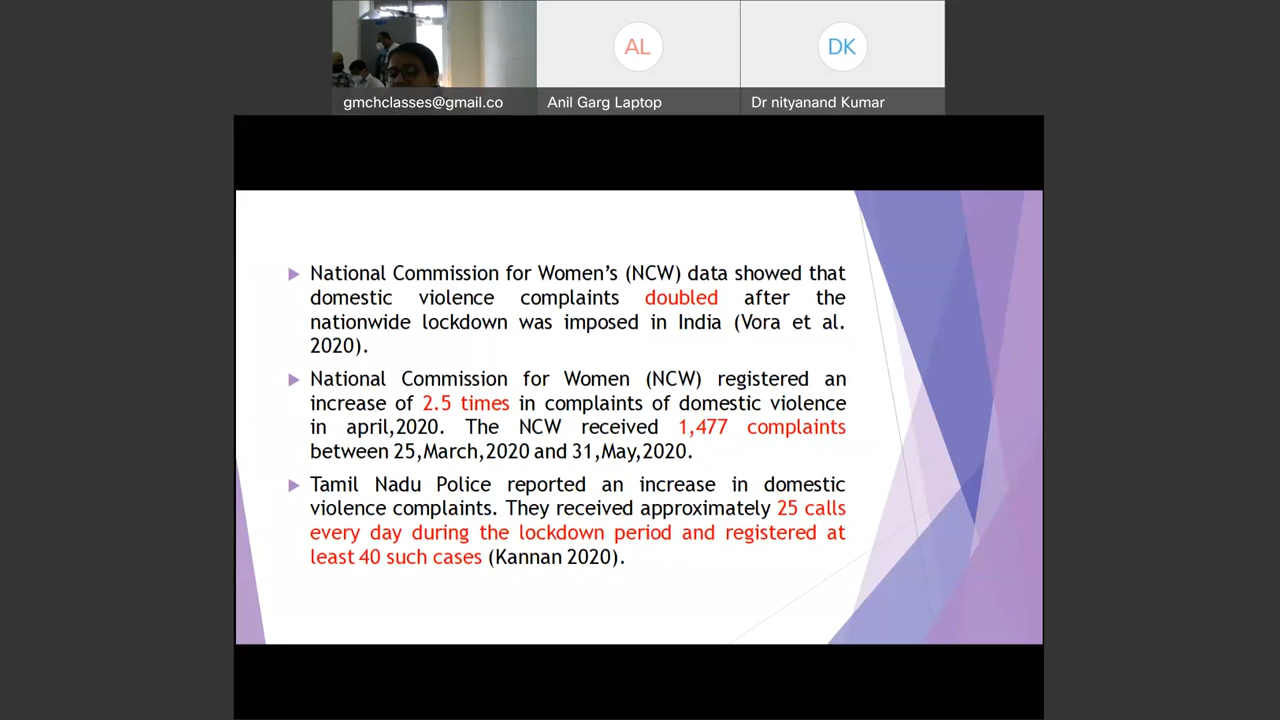 AL
DK
gmchclasses@gmail.co
Anil Garg Laptop
Dr nityanand Kumar
National Commission for Women’s (NCW) data showed that
domestic violence complaints doubled after the
nationwide lockdown was imposed in India (Vora et al.
2020).
National Commission for Women (NCW) registered an
increase of 2.5 times in complaints of domestic violence
in april,2020. The NCW received 1,477 complaints
between 25,March,2020 and 31,May,2020.
Tamil Nadu Police reported an increase in domestic
violence complaints. They received approximately 25 calls
every day during the lockdown period and registered at
least 40 such cases (Kannan 2020).